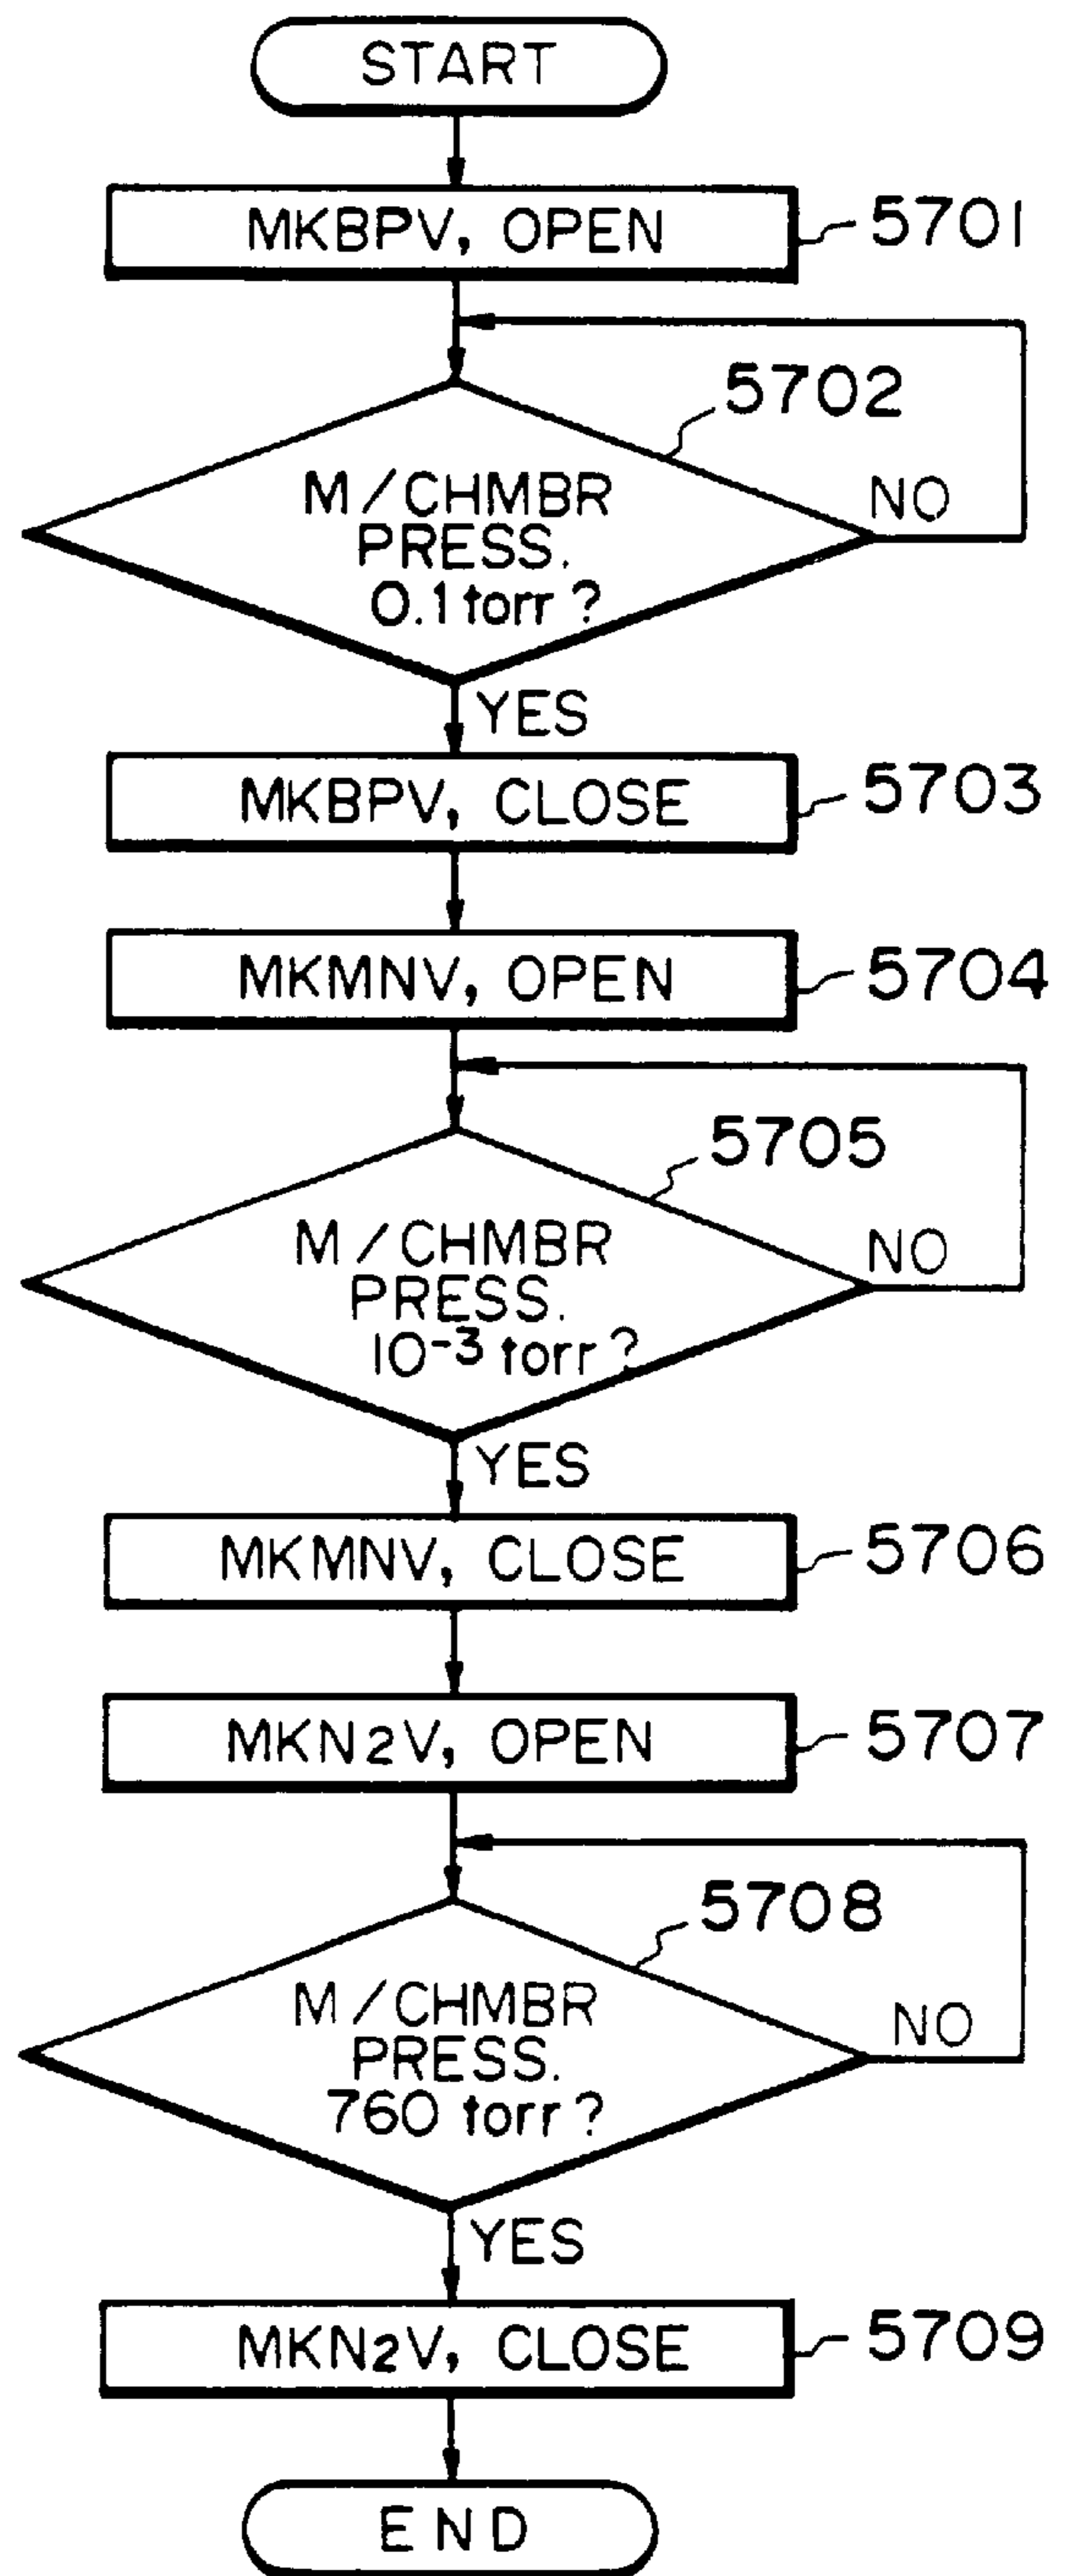 START
MKBPV, OPEN
5701
5702
M/CHMBR
PRESS.
0.1 torr?
NO
YES
MKBPV, CLOSE
5703
MKMNV, OPEN
5704
5705
M/CHMBR
PRESS.
10⁻³ torr?
NO
YES
MKMNV, CLOSE
5706
MKN2V, OPEN
5707
5708
M/CHMBR
PRESS.
760 torr?
NO
YES
MKN2V, CLOSE
5709
END